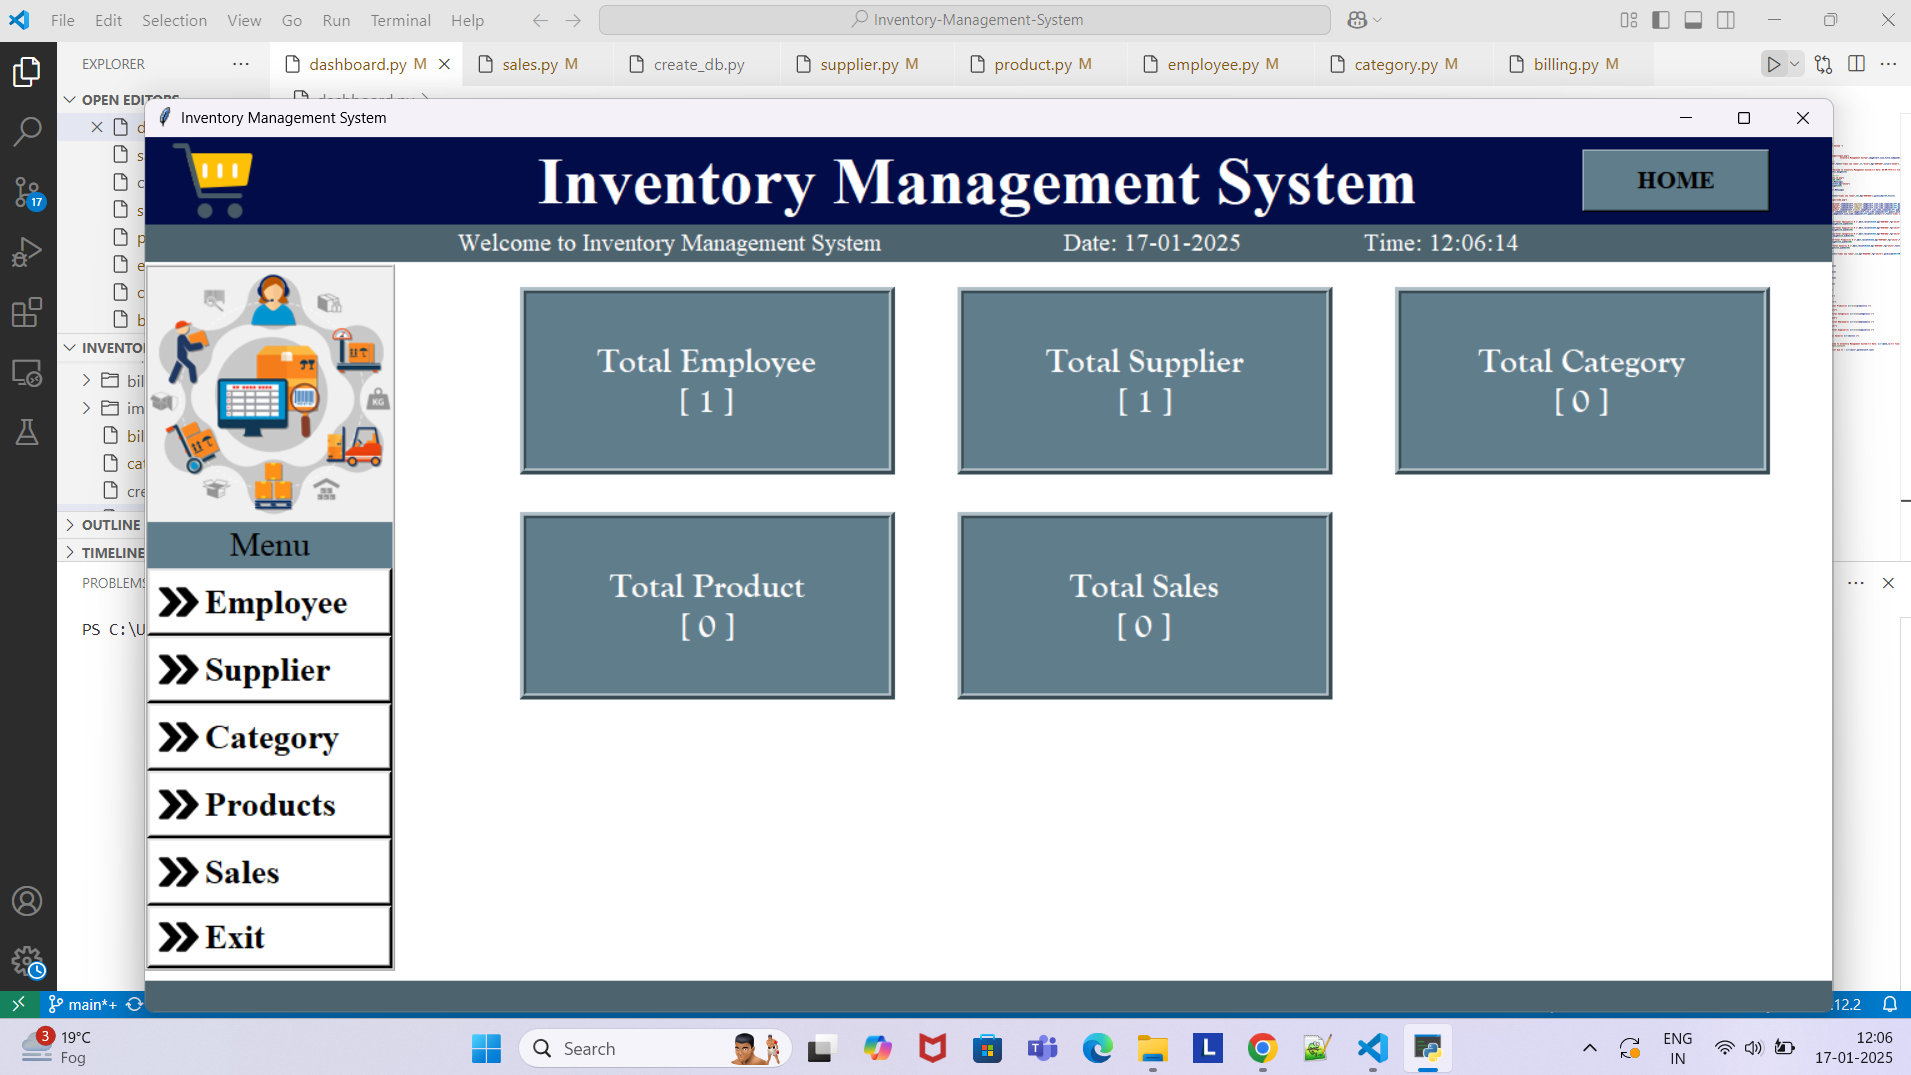 File Edit Selection View Go Run Terminal Help
Inventory-Management-System
EXPLORER
dashboard.py M
sales.py M
create_db.py
supplier.py M
product.py M
employee.py M
category.py M
billing.py M
OPEN EDITORS
Inventory Management System
Inventory Management System
HOME
Welcome to Inventory Management System Date: 17-01-2025 Time: 12:06:14
17
KG
Total Employee
[ 1 ]
Total Supplier
[ 1 ]
Total Category
[ 0 ]
Total Product
[ 0 ]
Total Sales
[ 0 ]
Menu
Employee
Supplier
Category
Products
Sales
Exit
INVENTO
bil
im
bil
cat
cre
OUTLINE
TIMELINE
PROBLEMS
PS C:\U
main*+
.12.2
3
19°C
Fog
Search
L
ENG
IN
12:06
17-01-2025